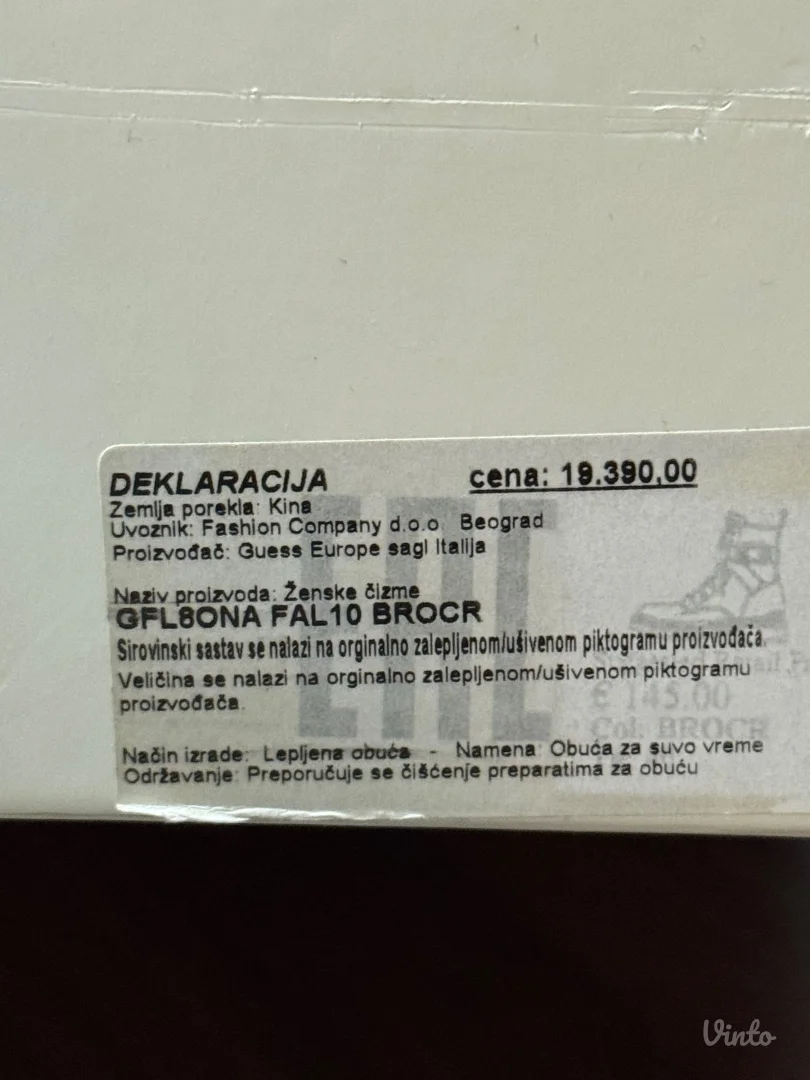 DEKLARACIJA cena: 19.390,00
Zemlja porekla: Kina
Uvoznik: Fashion Company d.o.o Beograd
Proizvođač: Guess Europe sagl Italija
Naziv proizvoda: Ženske čizme
GFL8ONA FAL10 BROCR
Sirovinski sastav se nalazi na orginalno zalepljenom/ušivenom piktogramu proizvođača.
Veličina se nalazi na orginalno zalepljenom/ušivenom piktogramu
proizvođača.
€ 145.00
Col: BROCR
Način izrade: Lepljena obuća - Namena: Obuća za suvo vreme
Održavanje: Preporučuje se čišćenje preparatima za obuću
Vinto